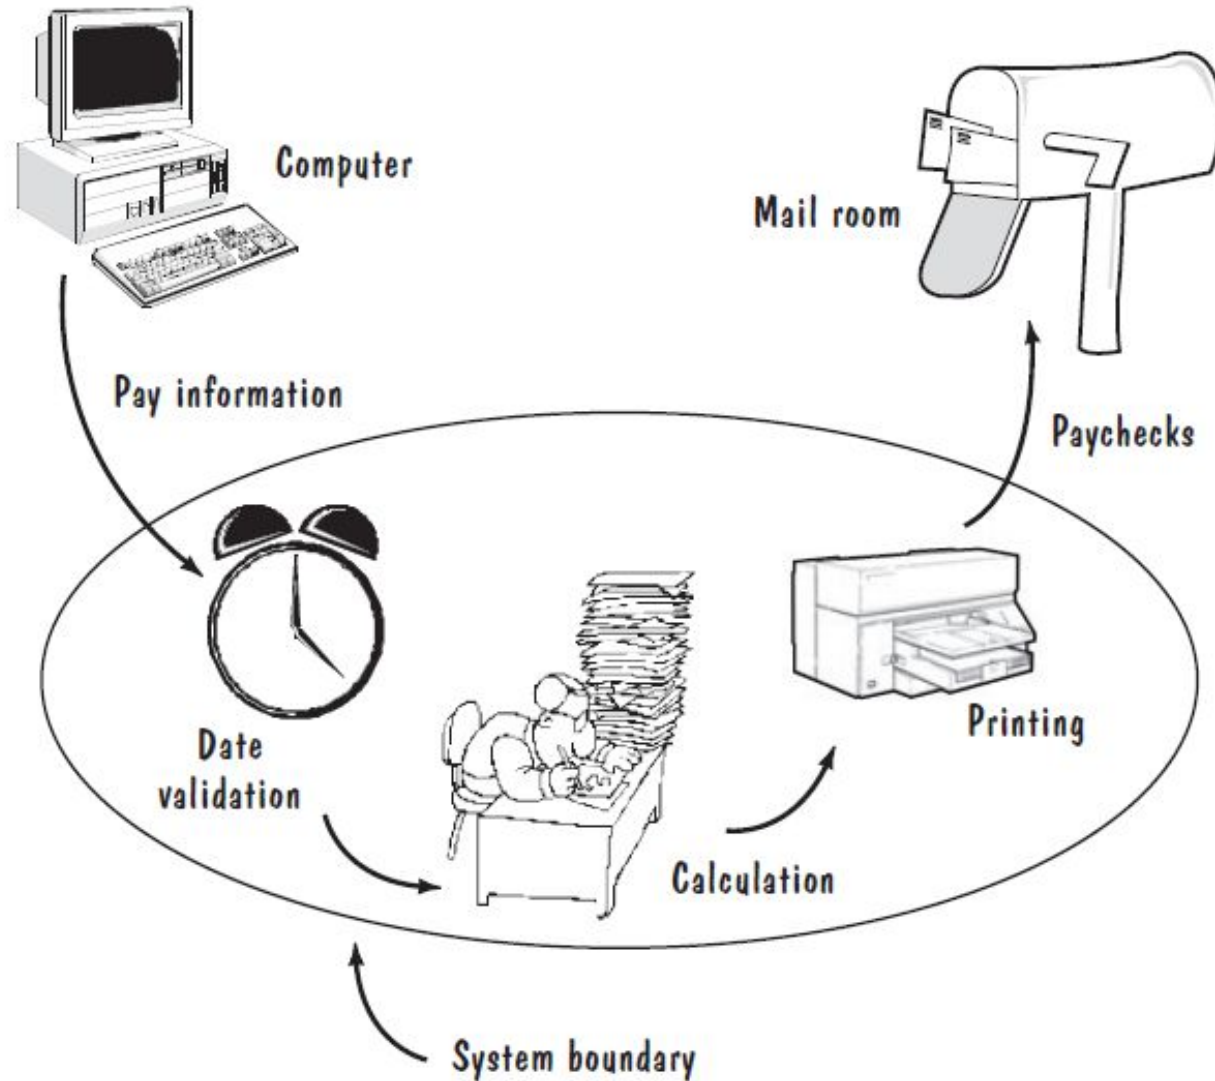 Computer
Mail room
Pay information
Paychecks
Date
validation
Printing
Calculation
System boundary